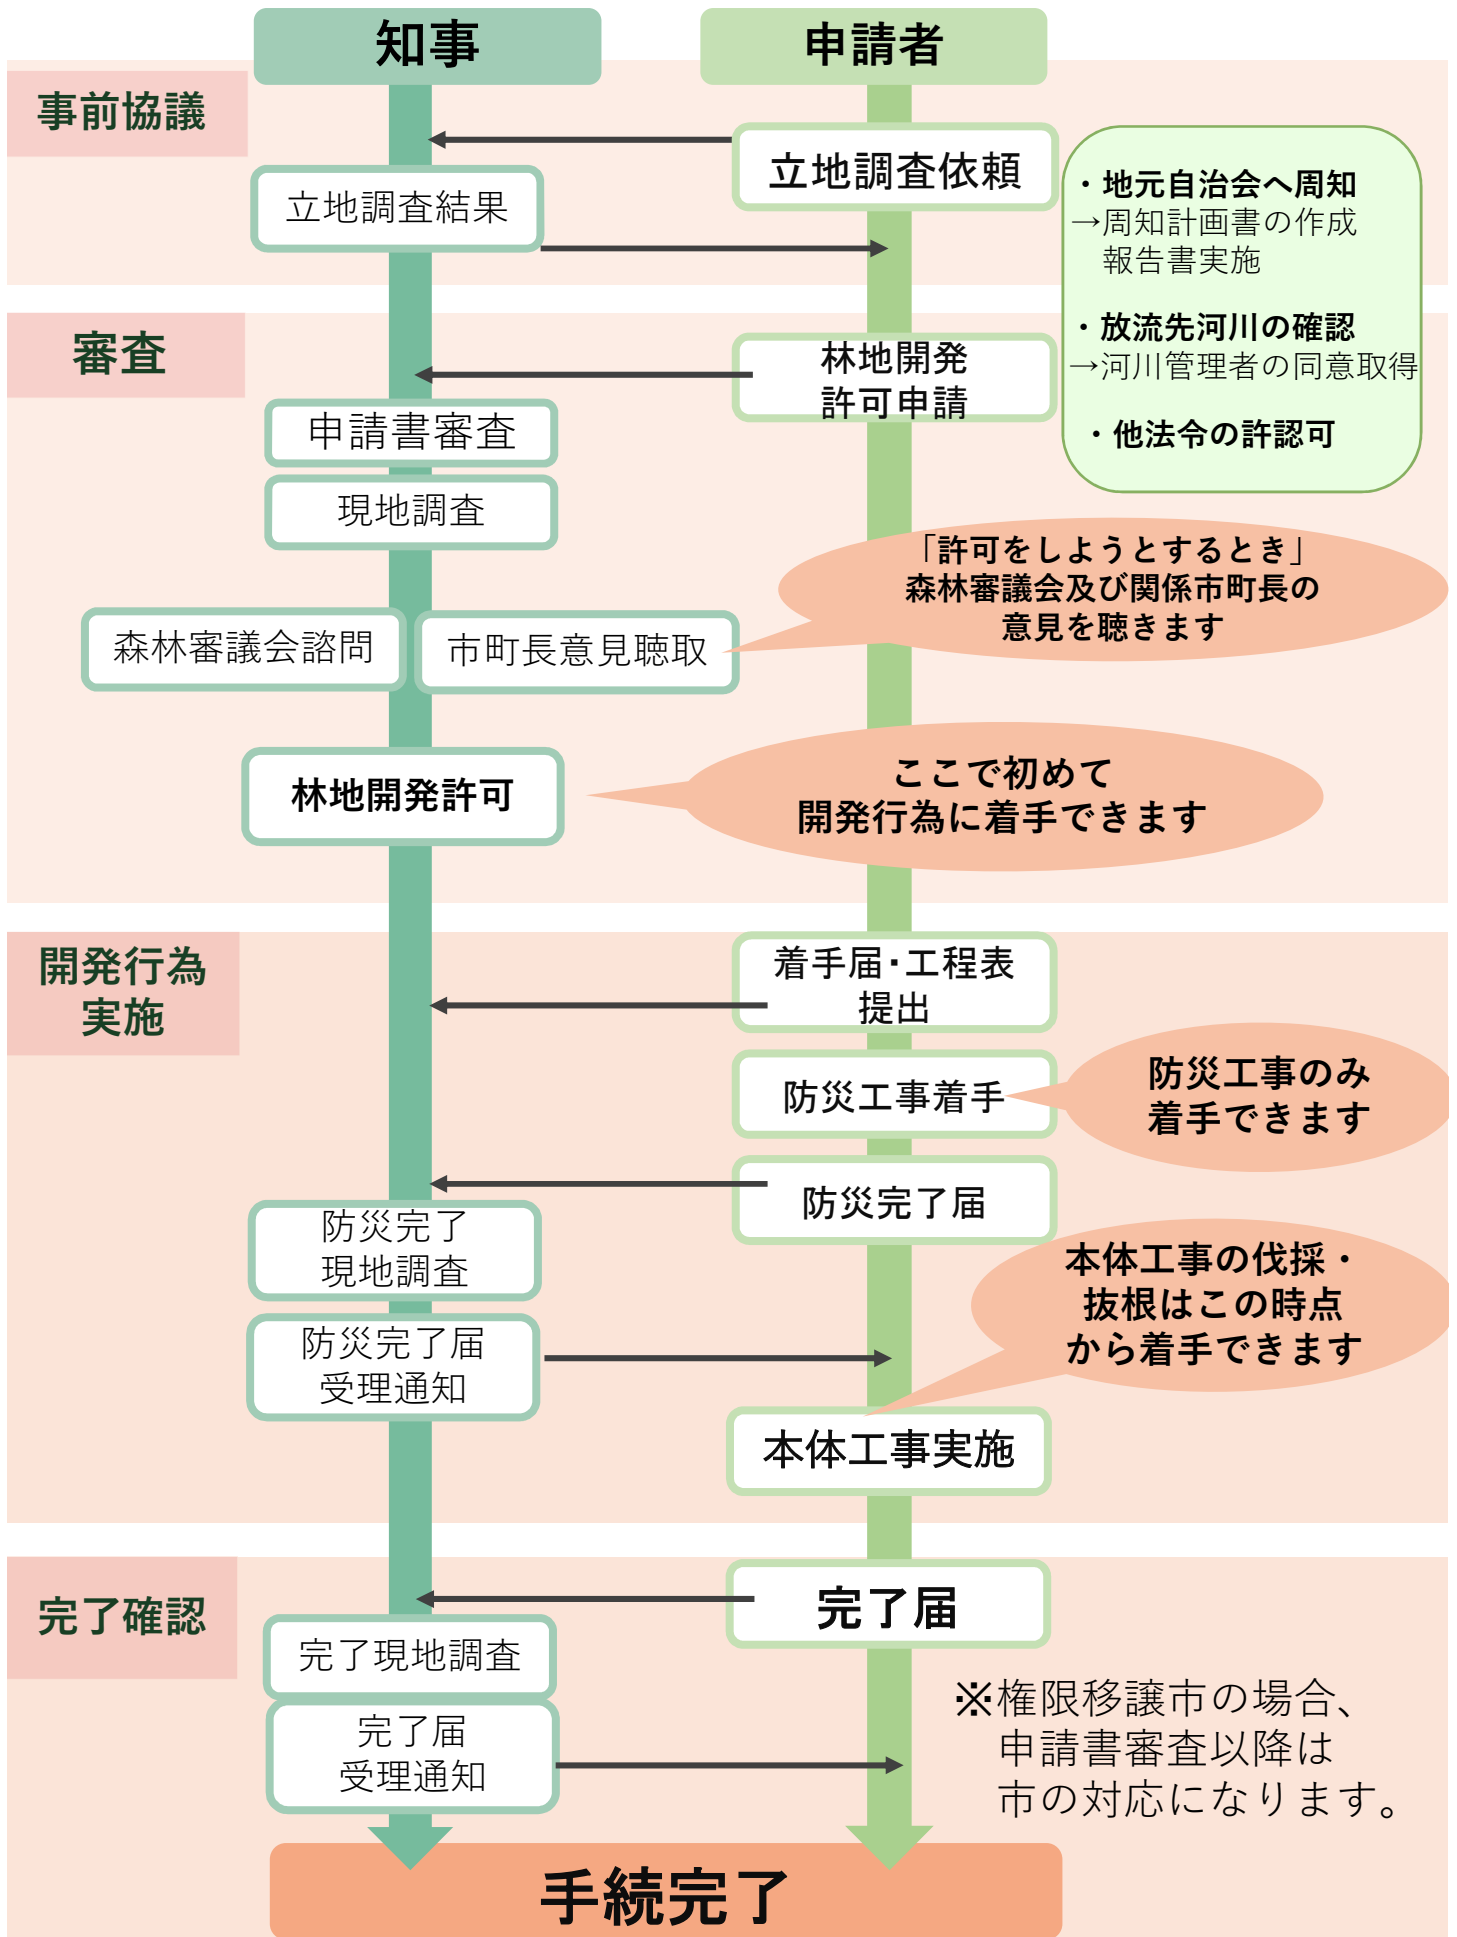 知事
申請者
事前協議
立地調査依頼
立地調査結果
・地元自治会へ周知
→周知計画書の作成
報告書実施
・放流先河川の確認
→河川管理者の同意取得
・他法令の許認可
審査
林地開発
許可申請
申請書審査
現地調査
「許可をしようとするとき」
森林審議会及び関係市町長の
意見を聴きます
森林審議会諮問
市町長意見聴取
林地開発許可
ここで初めて
開発行為に着手できます
開発行為
実施
着手届・工程表
提出
防災工事着手
防災工事のみ
着手できます
防災完了届
防災完了
現地調査
本体工事の伐採・
抜根はこの時点
から着手できます
防災完了届
受理通知
本体工事実施
完了確認
完了届
完了現地調査
完了届
受理通知
※権限移譲市の場合、
申請書審査以降は
市の対応になります。
手続完了